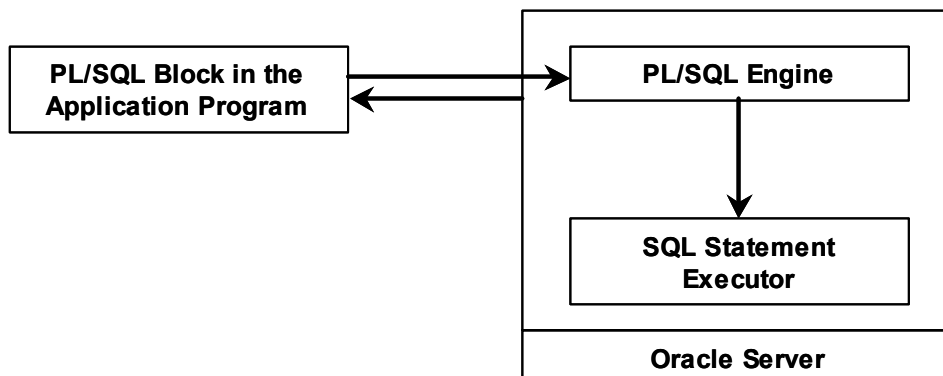 PL/SQL Block in the
Application Program
PL/SQL Engine
SQL Statement
Executor
Oracle Server